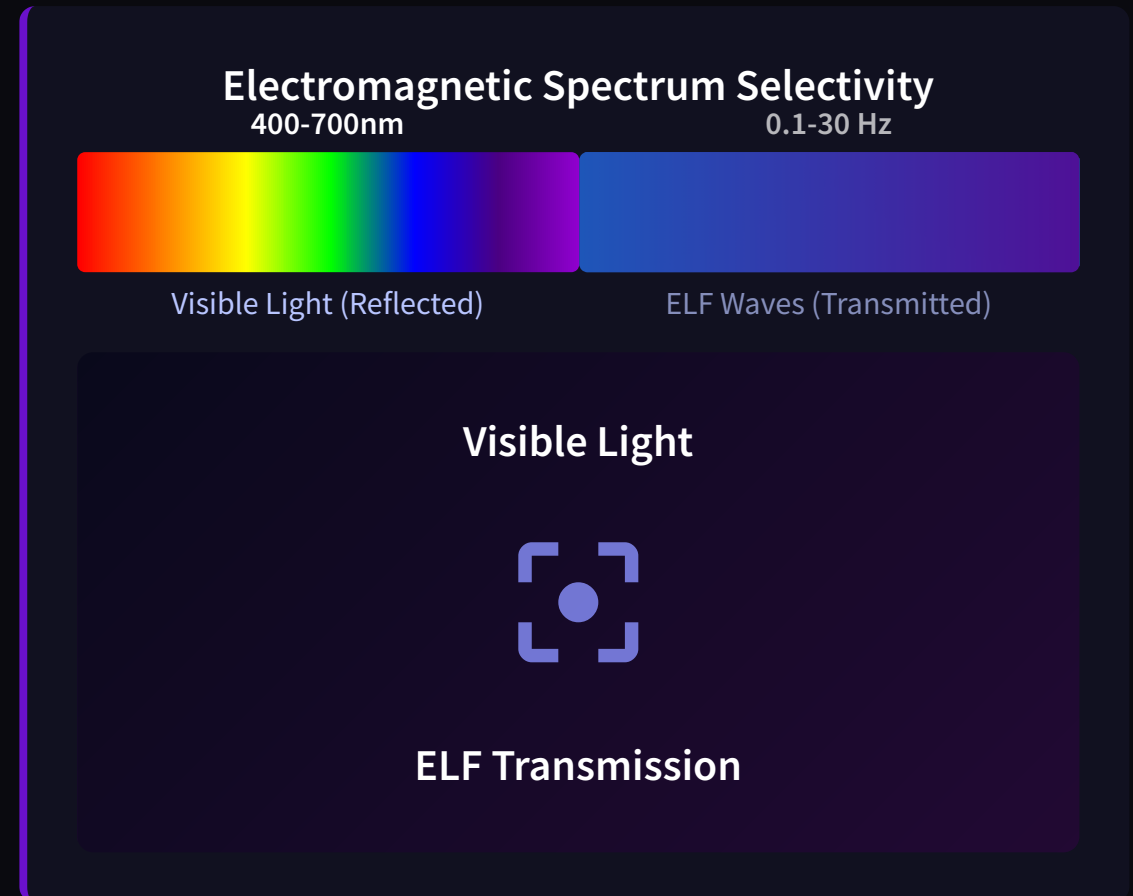 Electromagnetic Spectrum Selectivity
400-700nm
0.1-30 Hz
Visible Light (Reflected)
ELF Waves (Transmitted)
Visible Light
ELF Transmission